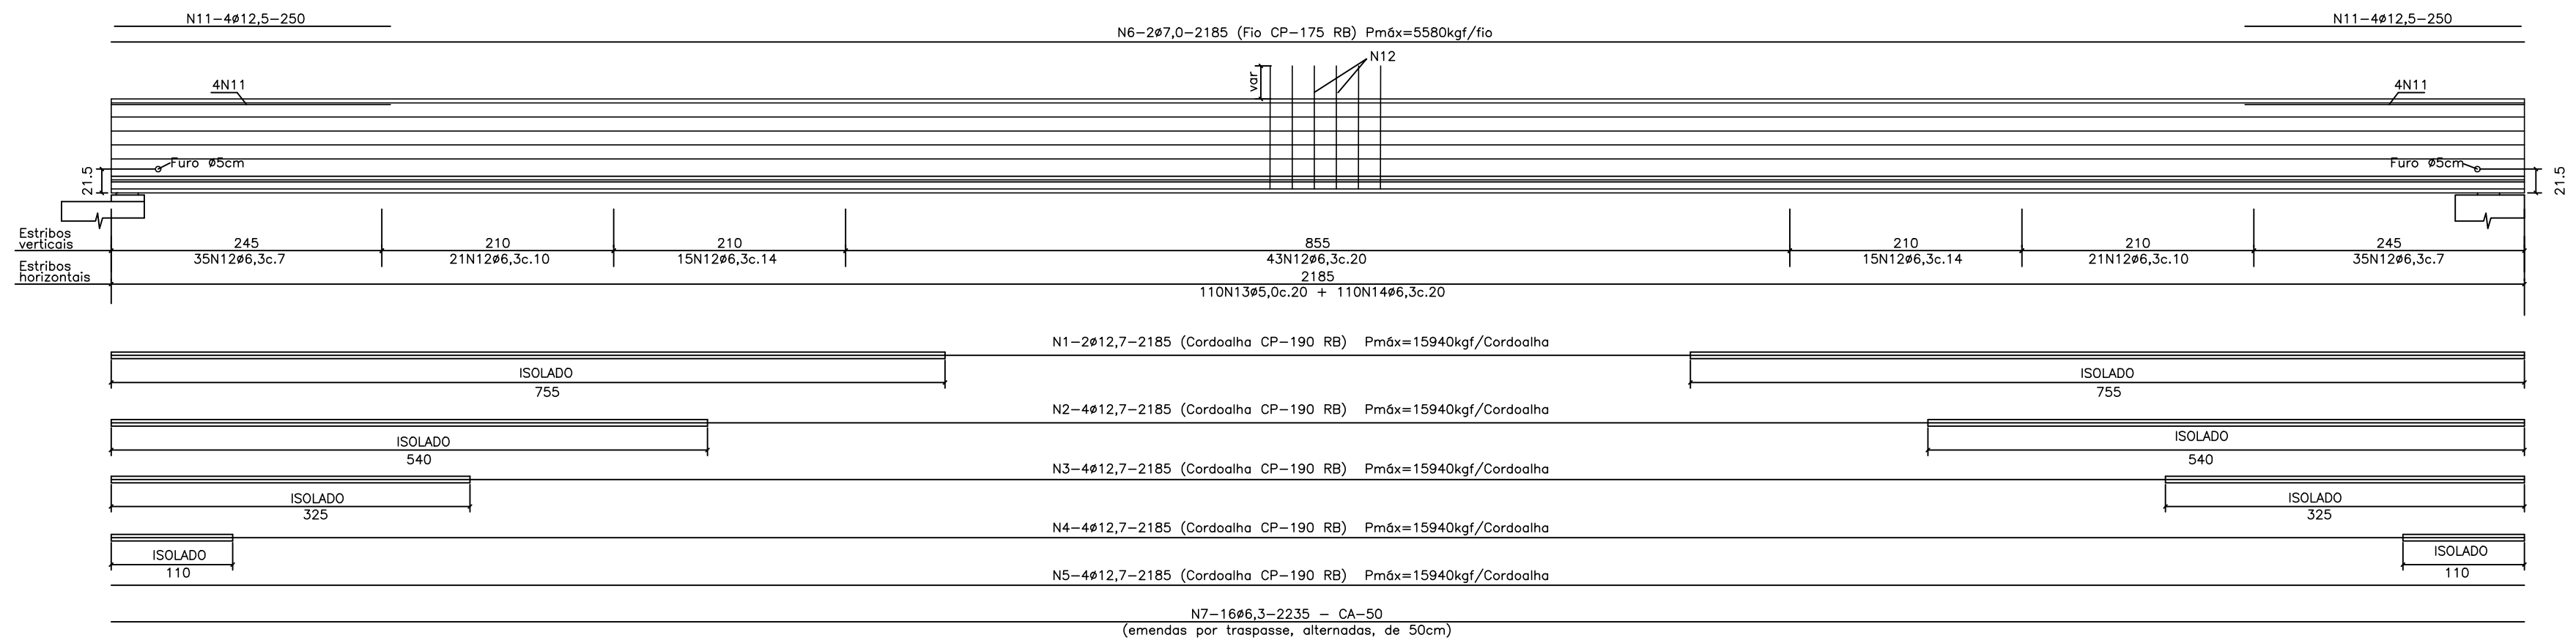 N11-4ø12,5-250
N11-4ø12,5-250
N6-2ø7,0-2185 (Fio CP-175 RB) Pmáx=5580kgf/fio
N12
var
4N11
4N11
Furo ø5cm
Furo ø5cm
21.5
21.5
Estribos
verticais
245
210
210
855
210
210
245
35N12ø6,3c.7
21N12ø6,3c.10
15N12ø6,3c.14
43N12ø6,3c.20
15N12ø6,3c.14
21N12ø6,3c.10
35N12ø6,3c.7
Estribos
horizontais
2185
110N13ø5,0c.20 + 110N14ø6,3c.20
N1-2ø12,7-2185 (Cordoalha CP-190 RB) Pmáx=15940kgf/Cordoalha
ISOLADO
ISOLADO
755
755
N2-4ø12,7-2185 (Cordoalha CP-190 RB) Pmáx=15940kgf/Cordoalha
ISOLADO
ISOLADO
540
540
N3-4ø12,7-2185 (Cordoalha CP-190 RB) Pmáx=15940kgf/Cordoalha
ISOLADO
ISOLADO
325
325
N4-4ø12,7-2185 (Cordoalha CP-190 RB) Pmáx=15940kgf/Cordoalha
ISOLADO
ISOLADO
110
110
N5-4ø12,7-2185 (Cordoalha CP-190 RB) Pmáx=15940kgf/Cordoalha
N7-16ø6,3-2235 - CA-50
(emendas por traspasse, alternadas, de 50cm)